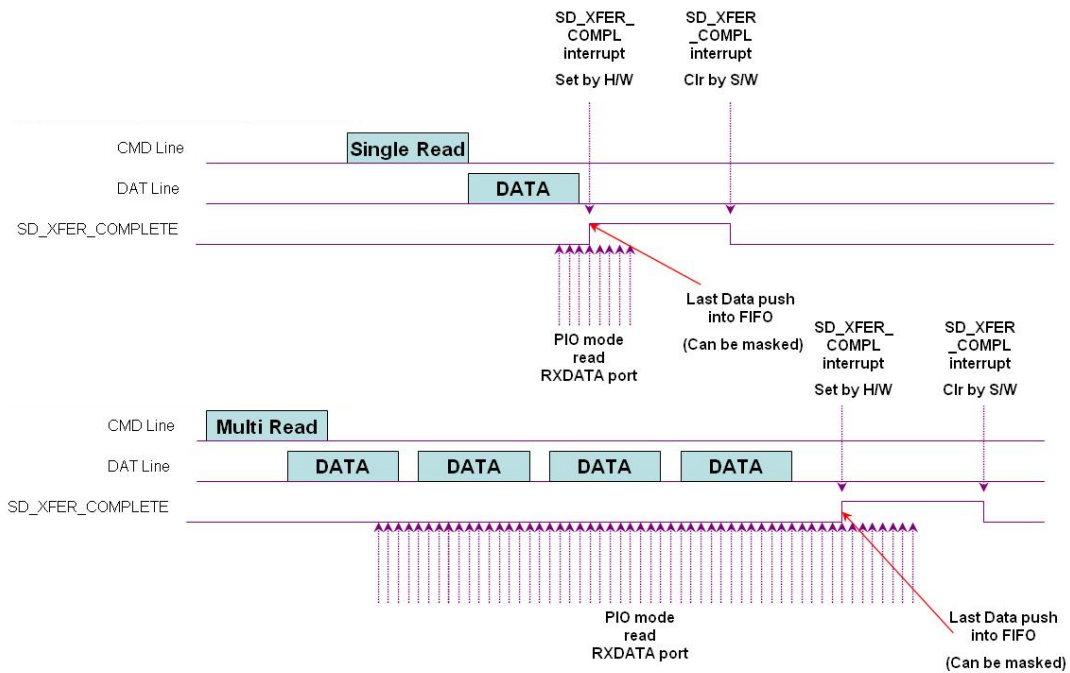 SD_XFER_
COMPL
interrupt
Set by H/W
SD_XFER
_COMPL
interrupt
Clr by S/W
CMD Line
Single Read
DAT Line
DATA
SD_XFER_COMPLETE
Last Data push
into FIFO
(Can be masked)
PIO mode
read
RXDATA port
SD_XFER_
COMPL
interrupt
Set by H/W
SD_XFER
_COMPL
interrupt
Clr by S/W
CMD Line
Multi Read
DAT Line
DATA
DATA
DATA
DATA
SD_XFER_COMPLETE
PIO mode
read
RXDATA port
Last Data push
into FIFO
(Can be masked)